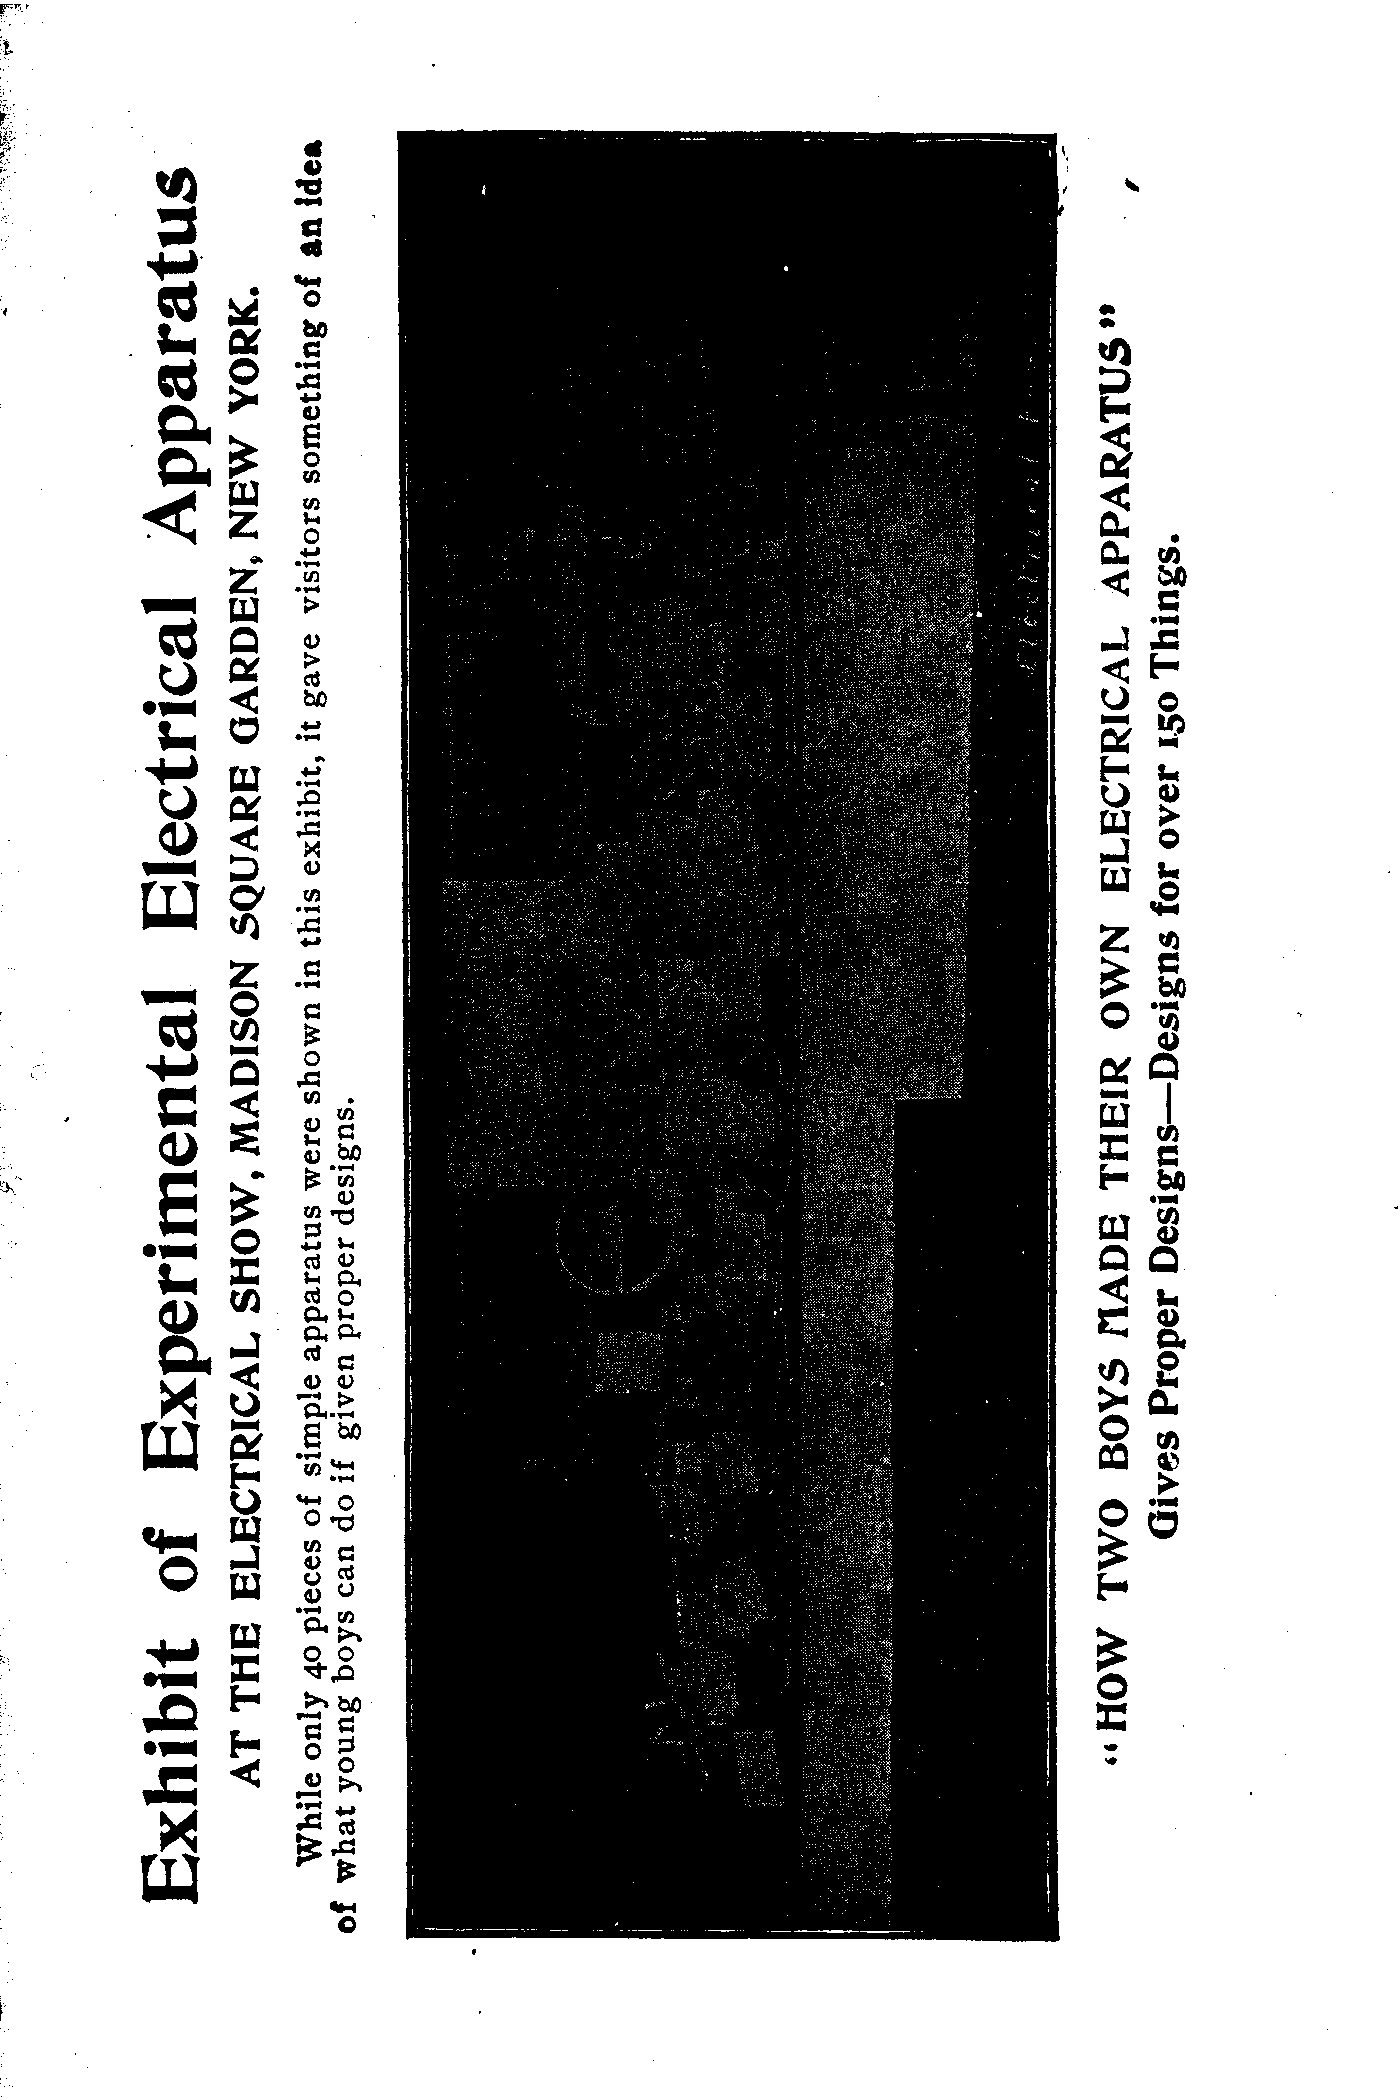 Exhibit of Experimental Electrical Apparatus
AT THE ELECTRICAL SHOW, MADISON SQUARE GARDEN, NEW YORK.
While only 40 pieces of simple apparatus were shown in this exhibit, it gave visitors something of an idea
of what young boys can do if given proper designs.
"HOW TWO BOYS MADE THEIR OWN ELECTRICAL APPARATUS"
Gives Proper Designs—Designs for over 150 Things.